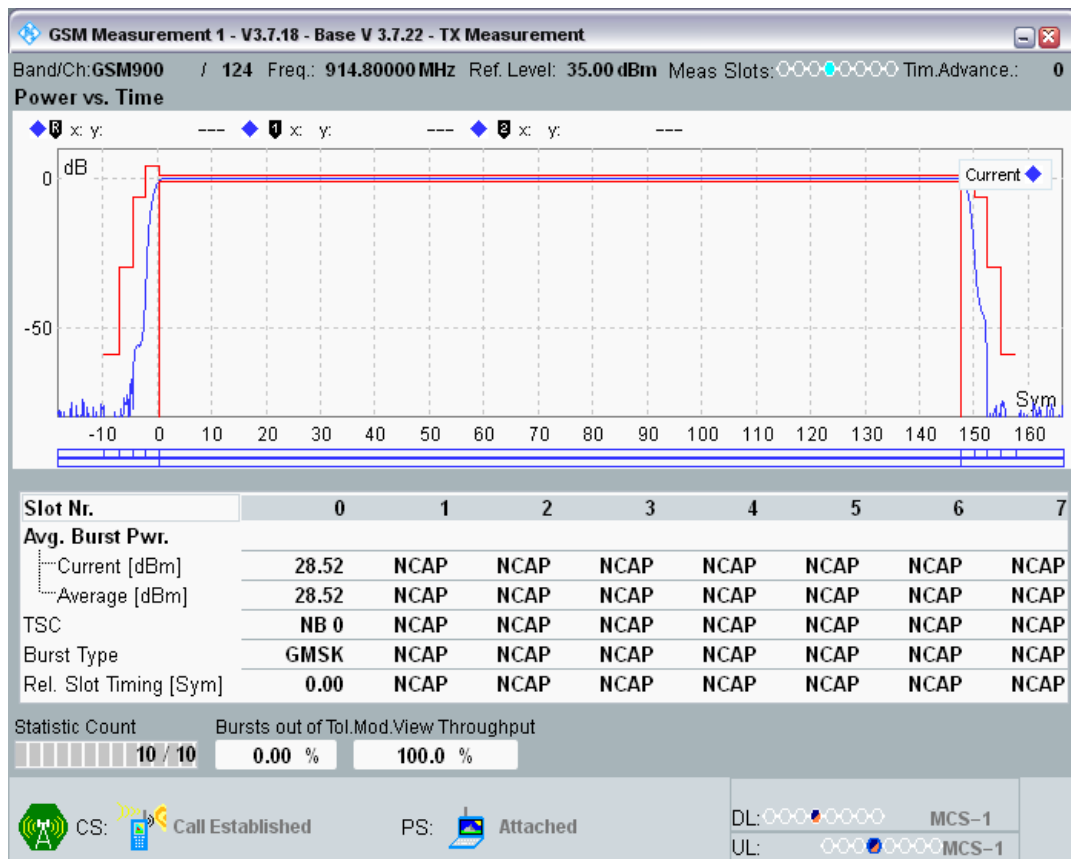 GSM Measurement 1 - V3.7.18 - Base V 3.7.22 - TX Measurement
Band/Ch:GSM900 / 124 Freq.: 914.80000 MHz Ref. Level: 35.00 dBm Meas Slots: Tim.Advance.: 0
Power vs. Time
R x: y: --- 1 x: y: --- 2 x: y: ---
dB
Current
0
-50
Sym
-10 0 10 20 30 40 50 60 70 80 90 100 110 120 130 140 150 160
Slot Nr. 0 1 2 3 4 5 6 7
Avg. Burst Pwr.
Current [dBm] 28.52 NCAP NCAP NCAP NCAP NCAP NCAP NCAP
Average [dBm] 28.52 NCAP NCAP NCAP NCAP NCAP NCAP NCAP
TSC NB 0 NCAP NCAP NCAP NCAP NCAP NCAP NCAP
Burst Type GMSK NCAP NCAP NCAP NCAP NCAP NCAP NCAP
Rel. Slot Timing [Sym] 0.00 NCAP NCAP NCAP NCAP NCAP NCAP NCAP
Statistic Count Bursts out of Tol.Mod.View Throughput
10 / 10 0.00 % 100.0 %
CS: Call Established PS: Attached
DL: MCS-1
UL: MCS-1